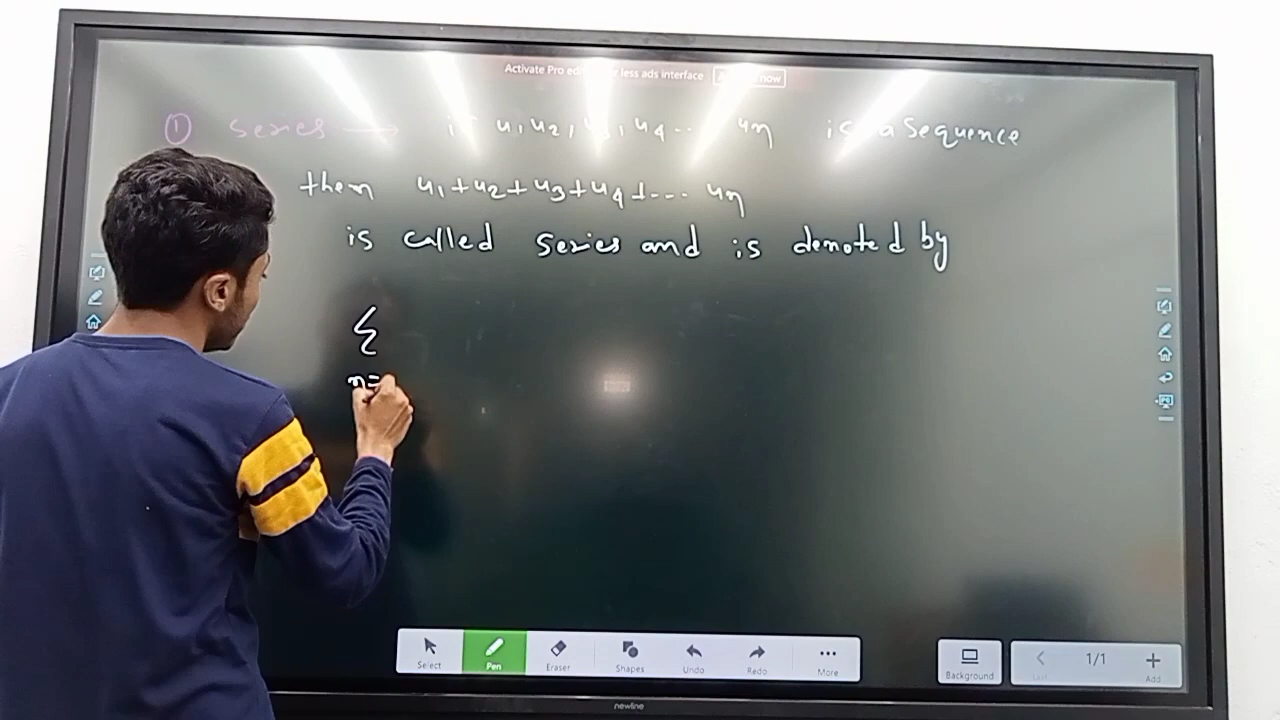 Activate Pro less ads interface now
① Series → if u1 u2, u3, u4... un is a Sequence
then u1+u2+u3+u4+... un
is called series and is denoted by
Σ
n=
Select Pen Eraser Shapes Undo Redo More Background Last 1/1 Add
newline